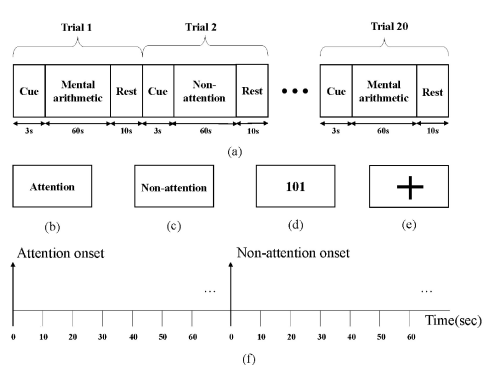 Trial 1 Trial 2 Trial 20
Cue Mental arithmetic Rest Cue Non-attention Rest ••• Cue Mental arithmetic Rest
3s 60s 10s 3s 60s 10s 3s 60s 10s
(a)
Attention Non-attention 101
(b) (c) (d) (e)
Attention onset Non-attention onset
... ...
Time(sec)
0 10 20 30 40 50 60 0 10 20 30 40 50 60
(f)